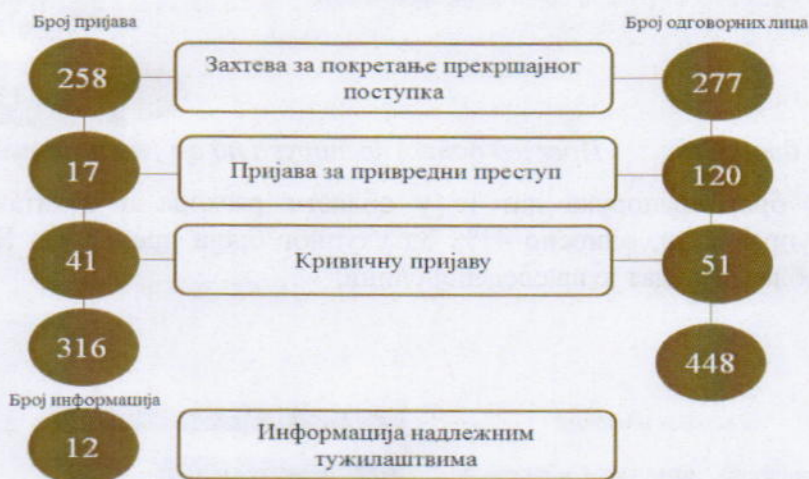 Број пријава
Број одговорних лица
258
Захтева за покретање прекршајног
поступка
277
17
Пријава за привредни преступ
120
41
Кривичну пријаву
51
316
448
Број информација
12
Информација надлежним
тужилаштвима